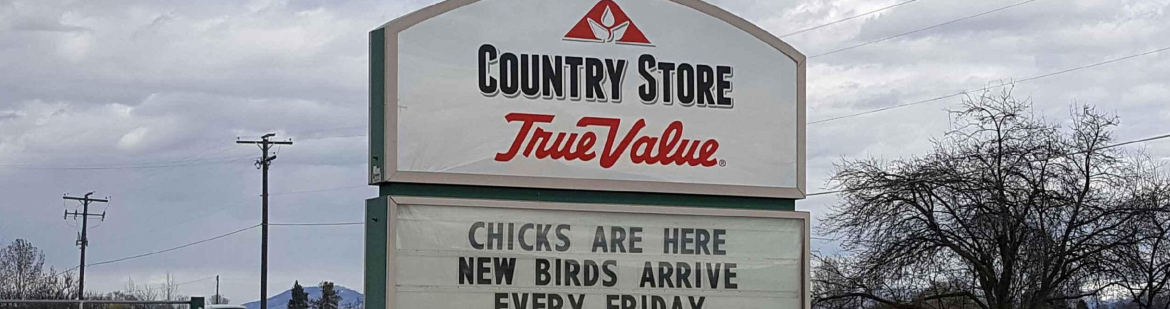 COUNTRY STORE
True Value®
CHICKS ARE HERE
NEW BIRDS ARRIVE
EVERY FRIDAY